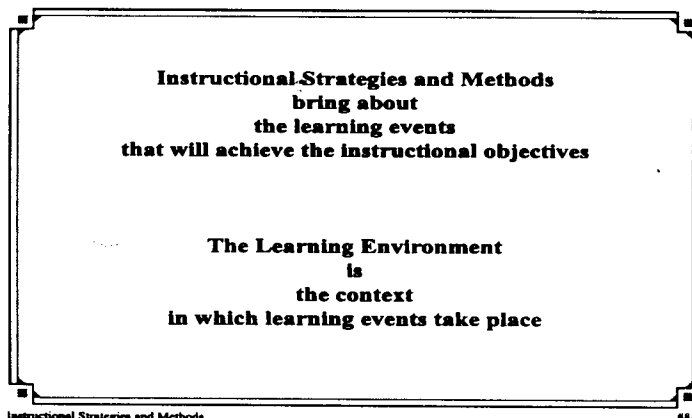 Instructional Strategies and Methods
bring about
the learning events
that will achieve the instructional objectives
The Learning Environment
is
the context
in which learning events take place
Instructional Strategies and Methods